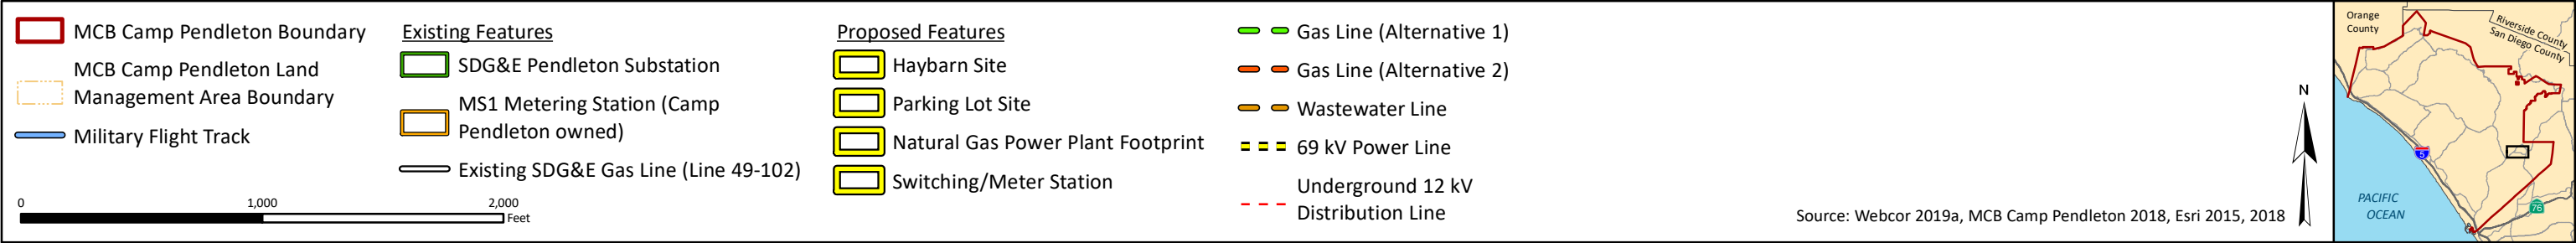 MCB Camp Pendleton Boundary
MCB Camp Pendleton Land
Management Area Boundary
Military Flight Track
0 1,000 2,000
Feet
Existing Features
SDG&E Pendleton Substation
MS1 Metering Station (Camp
Pendleton owned)
Existing SDG&E Gas Line (Line 49-102)
Proposed Features
Haybarn Site
Parking Lot Site
Natural Gas Power Plant Footprint
Switching/Meter Station
Gas Line (Alternative 1)
Gas Line (Alternative 2)
Wastewater Line
69 kV Power Line
Underground 12 kV
Distribution Line
Source: Webcor 2019a, MCB Camp Pendleton 2018, Esri 2015, 2018
N
Orange
County
Riverside County
San Diego County
5
PACIFIC
OCEAN
76